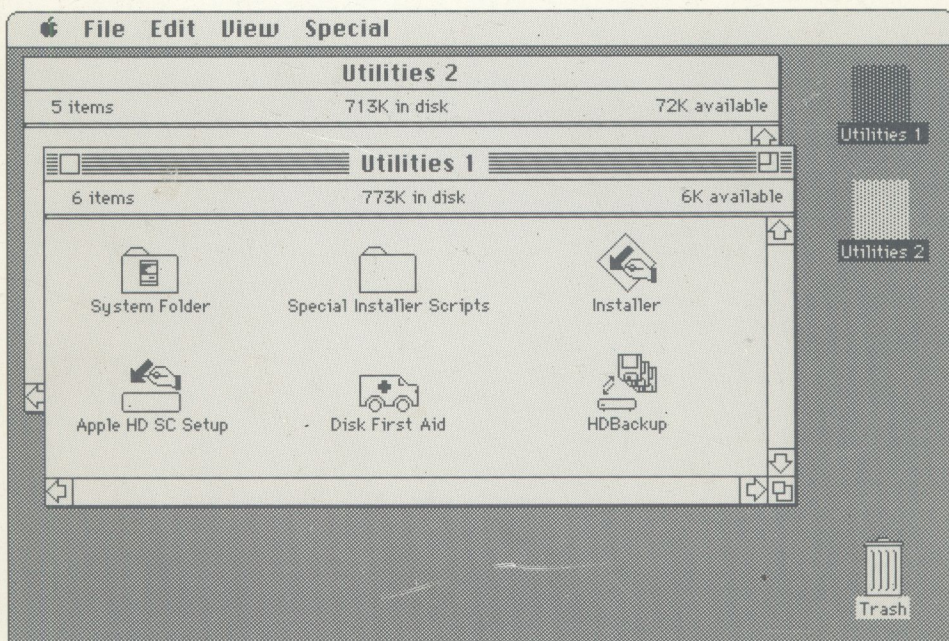 File Edit View Special
Utilities 2
5 items 713K in disk 72K available
Utilities 1
6 items 773K in disk 6K available
System Folder Special Installer Scripts Installer
Apple HD SC Setup Disk First Aid HDBackup
Utilities 1
Utilities 2
Trash